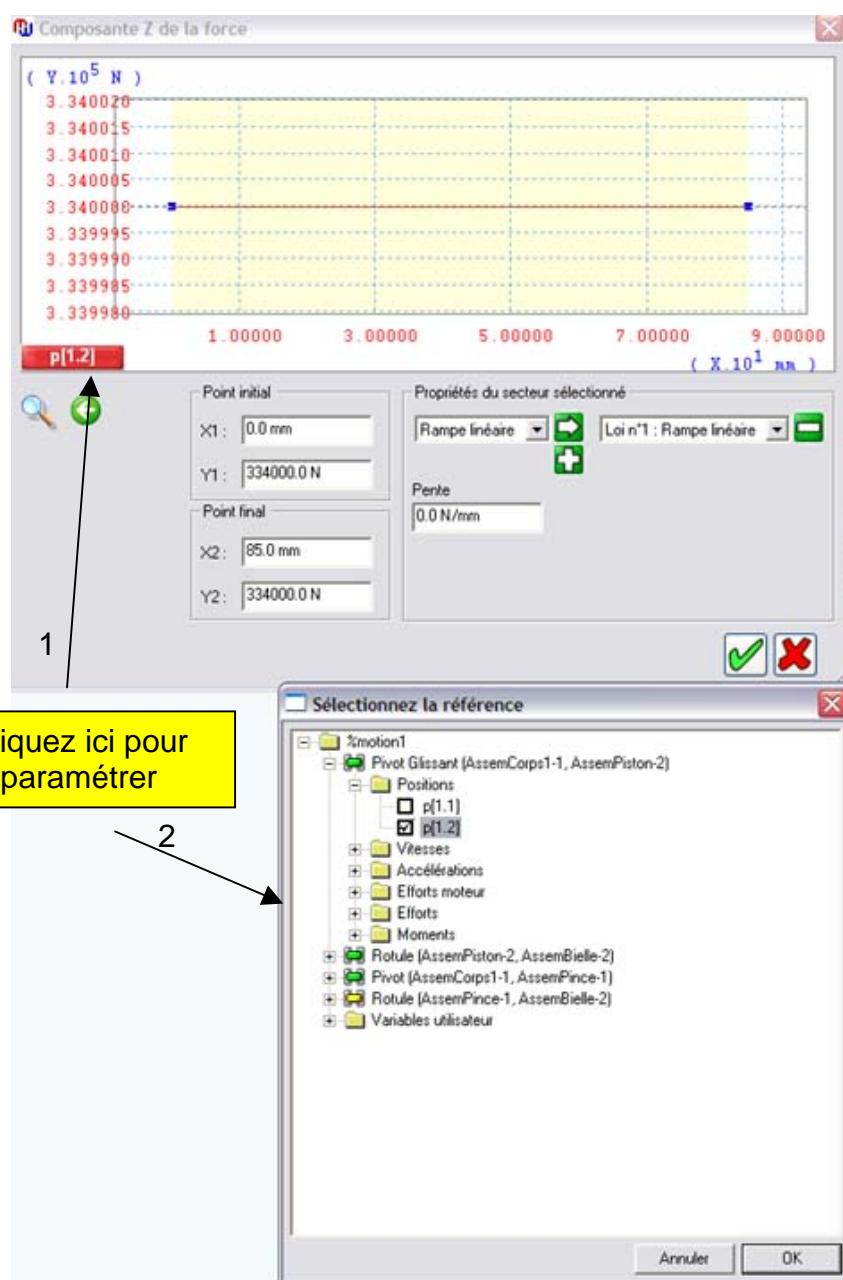 Composante Z de la force
( Y.10^5 N )
3.340020
3.340015
3.340010
3.340005
3.340000
3.339995
3.339990
3.339985
3.339980
1.00000 3.00000 5.00000 7.00000 9.00000
p[1.2]
( X.10^1 mm )
Point initial
X1 : 0.0 mm
Y1 : 334000.0 N
Point final
X2 : 85.0 mm
Y2 : 334000.0 N
Propriétés du secteur sélectionné
Rampe linéaire
Loi n°1 : Rampe linéaire
Pente
0.0 N/mm
1
iquez ici pour
paramétrer
2
Sélectionnez la référence
%motion1
Pivot Glissant (AssemCorps1-1, AssemPiston-2)
Positions
p[1.1]
p[1.2]
Vitesses
Accélérations
Efforts moteur
Efforts
Moments
Rotule (AssemPiston-2, AssemBielle-2)
Pivot (AssemCorps1-1, AssemPince-1)
Rotule (AssemPince-1, AssemBielle-2)
Variables utilisateur
Annuler OK